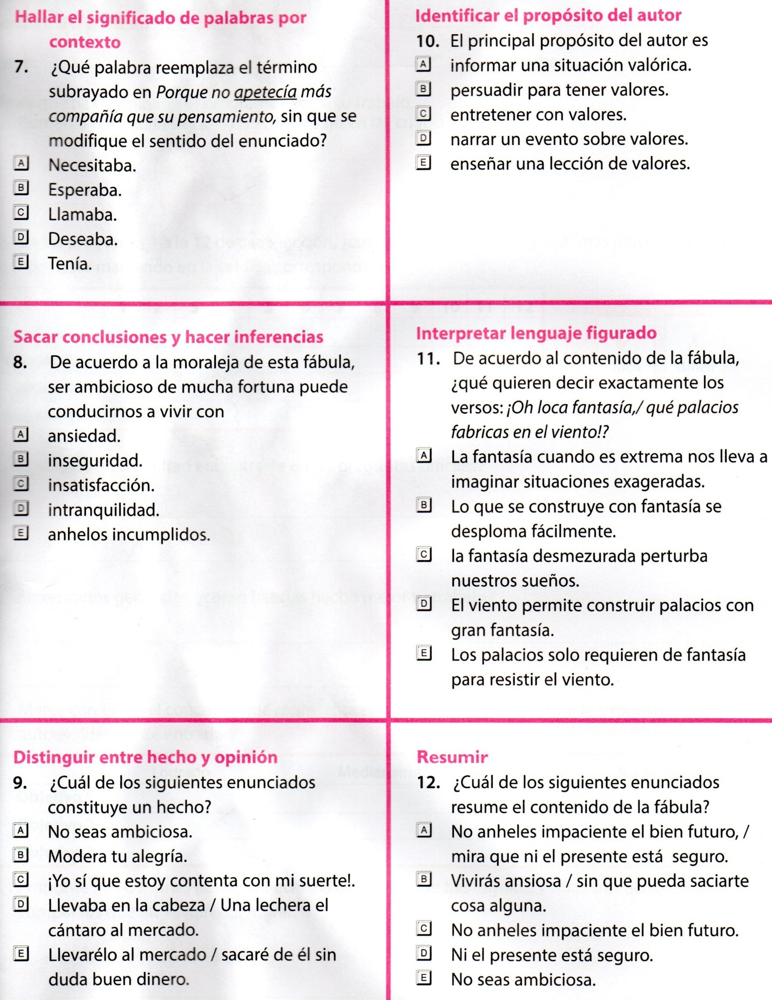 Hallar el significado de palabras por
contexto
7. ¿Qué palabra reemplaza el término
subrayado en Porque no apetecía más
compañía que su pensamiento, sin que se
modifique el sentido del enunciado?
A Necesitaba.
B Esperaba.
C Llamaba.
D Deseaba.
E Tenía.
Sacar conclusiones y hacer inferencias
8. De acuerdo a la moraleja de esta fábula,
ser ambicioso de mucha fortuna puede
conducirnos a vivir con
A ansiedad.
B inseguridad.
C insatisfacción.
D intranquilidad.
E anhelos incumplidos.
Distinguir entre hecho y opinión
9. ¿Cuál de los siguientes enunciados
constituye un hecho?
A No seas ambiciosa.
B Modera tu alegría.
C ¡Yo sí que estoy contenta con mi suerte!.
D Llevaba en la cabeza / Una lechera el
cántaro al mercado.
E Llevarélo al mercado / sacaré de él sin
duda buen dinero.
Identificar el propósito del autor
10. El principal propósito del autor es
A informar una situación valórica.
B persuadir para tener valores.
C entretener con valores.
D narrar un evento sobre valores.
E enseñar una lección de valores.
Interpretar lenguaje figurado
11. De acuerdo al contenido de la fábula,
¿qué quieren decir exactamente los
versos: ¡Oh loca fantasía,/ qué palacios
fabricas en el viento!?
A La fantasía cuando es extrema nos lleva a
imaginar situaciones exageradas.
B Lo que se construye con fantasía se
desploma fácilmente.
C la fantasía desmezurada perturba
nuestros sueños.
D El viento permite construir palacios con
gran fantasía.
E Los palacios solo requieren de fantasía
para resistir el viento.
Resumir
12. ¿Cuál de los siguientes enunciados
resume el contenido de la fábula?
A No anheles impaciente el bien futuro, /
mira que ni el presente está seguro.
B Vivirás ansiosa / sin que pueda saciarte
cosa alguna.
C No anheles impaciente el bien futuro.
D Ni el presente está seguro.
E No seas ambiciosa.